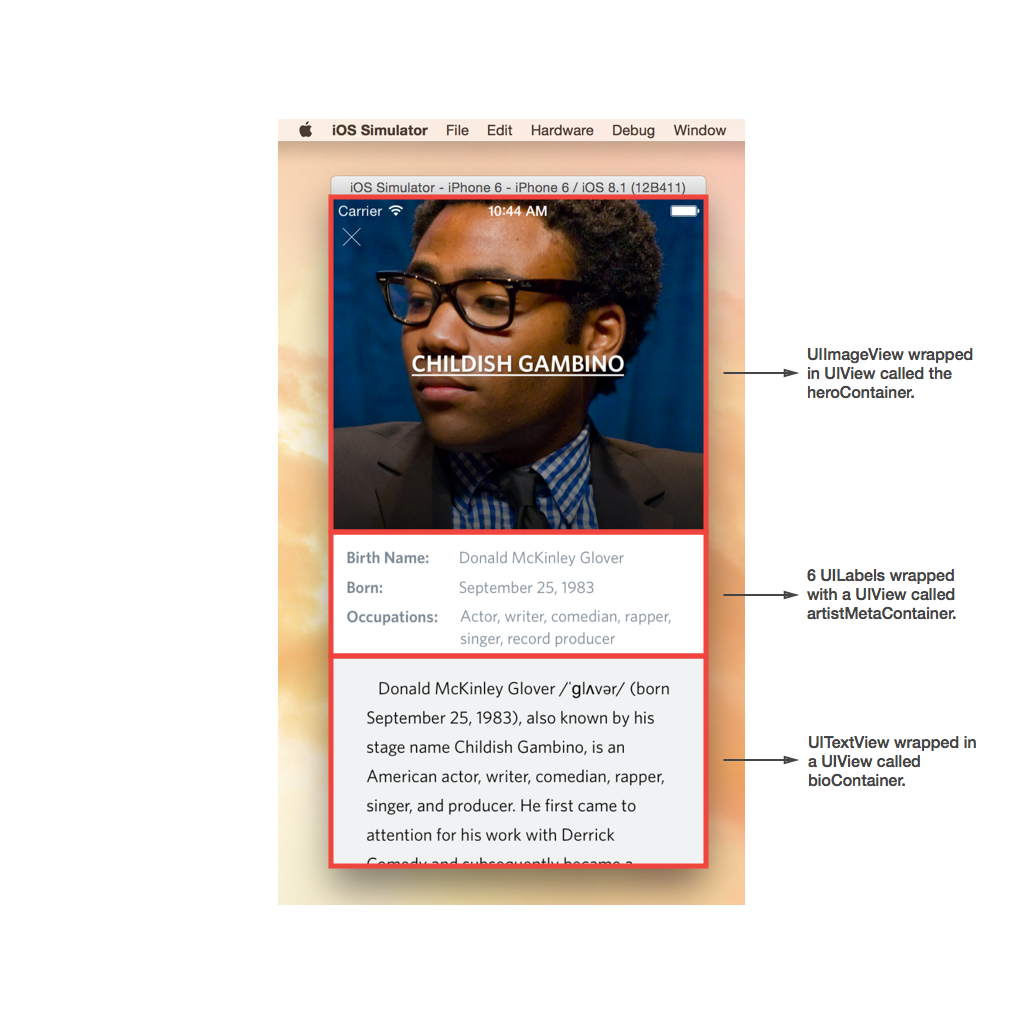 iOS Simulator File Edit Hardware Debug Window
iOS Simulator - iPhone 6 - iPhone 6 / iOS 8.1 (12B411)
Carrier 10:44 AM
CHILDISH GAMBINO
UIImageView wrapped
in UIView called the
heroContainer.
Birth Name: Donald McKinley Glover
Born: September 25, 1983
Occupations: Actor, writer, comedian, rapper,
singer, record producer
6 UILabels wrapped
with a UIView called
artistMetaContainer.
Donald McKinley Glover /ˈɡlʌvər/ (born
September 25, 1983), also known by his
stage name Childish Gambino, is an
American actor, writer, comedian, rapper,
singer, and producer. He first came to
attention for his work with Derrick
Comedy and subsequently became a
UITextView wrapped in
a UIView called
bioContainer.